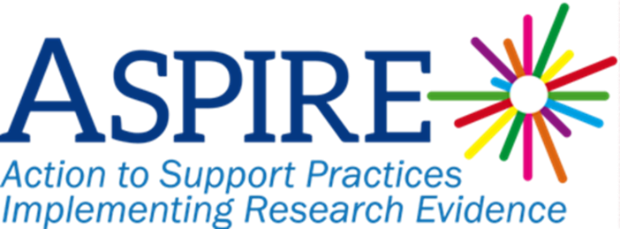 ASPIRE
Action to Support Practices
Implementing Research Evidence